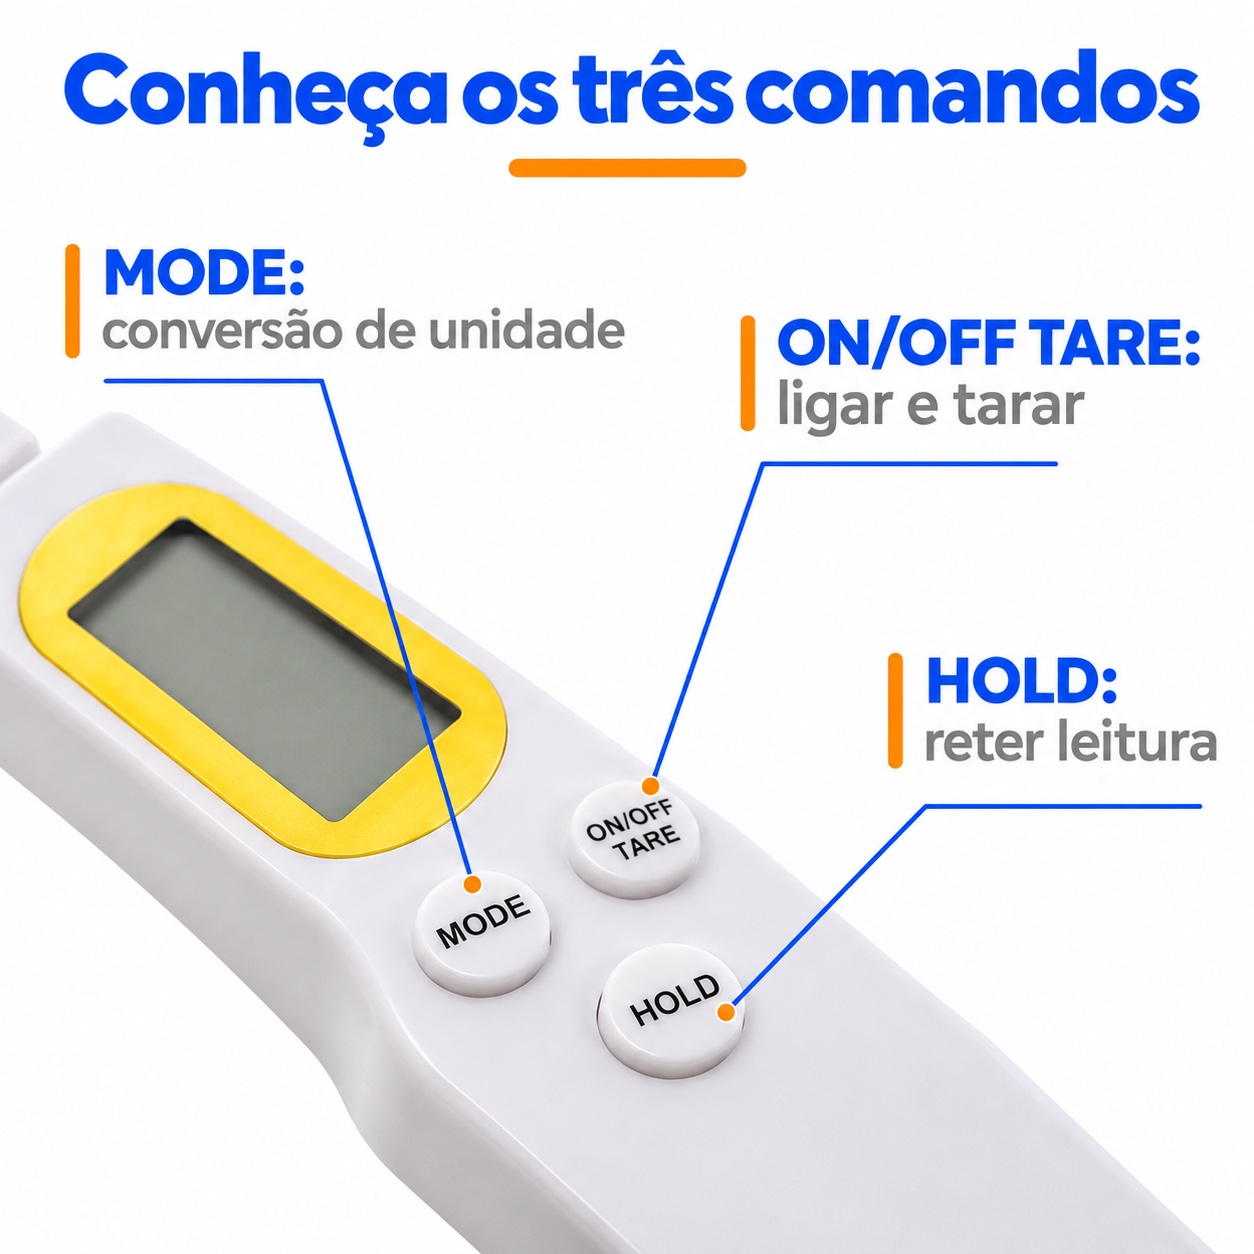 Conheça os três comandos
MODE:
conversão de unidade
ON/OFF TARE:
ligar e tarar
HOLD:
reter leitura
ON/OFF
TARE
MODE
HOLD